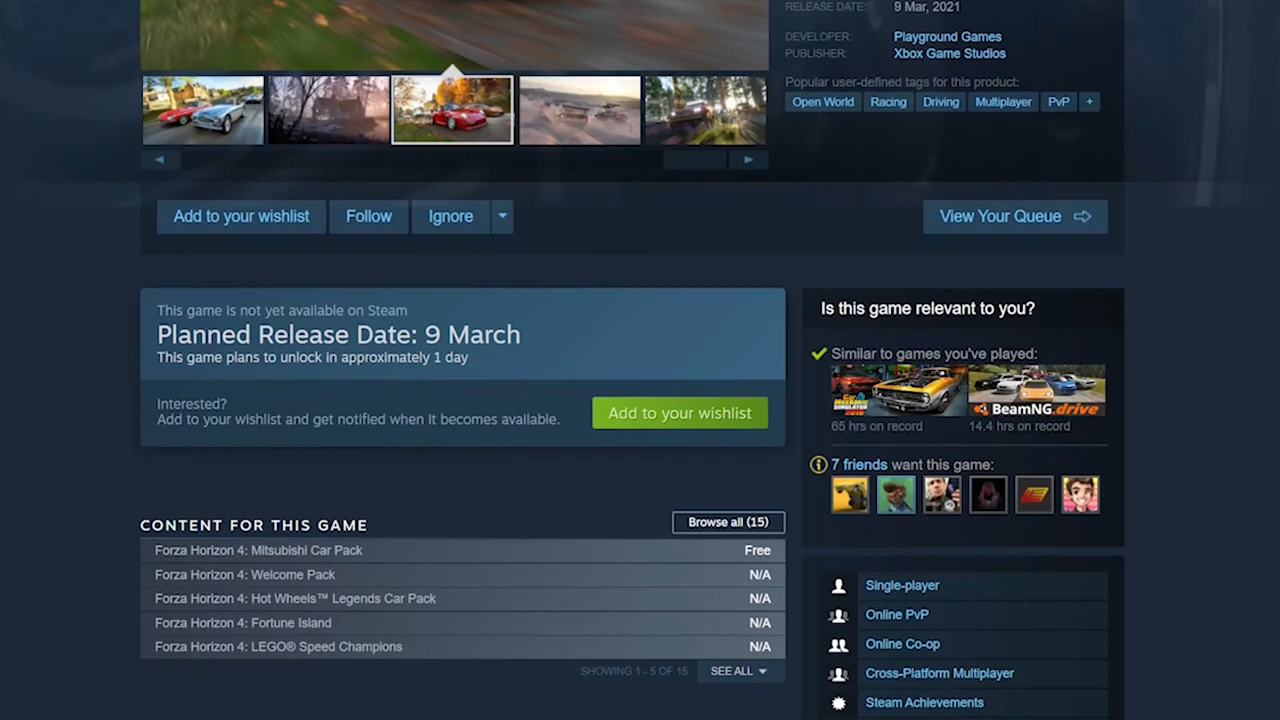 RELEASE DATE: 9 Mar, 2021
DEVELOPER: Playground Games
PUBLISHER: Xbox Game Studios
Popular user-defined tags for this product:
Open World Racing Driving Multiplayer PvP +
Add to your wishlist Follow Ignore View Your Queue
This game is not yet available on Steam
Planned Release Date: 9 March
This game plans to unlock in approximately 1 day
Interested?
Add to your wishlist and get notified when it becomes available.
Add to your wishlist
Is this game relevant to you?
Similar to games you've played:
BeamNG.drive
65 hrs on record 14.4 hrs on record
7 friends want this game:
CONTENT FOR THIS GAME Browse all (15)
Forza Horizon 4: Mitsubishi Car Pack Free
Forza Horizon 4: Welcome Pack N/A
Forza Horizon 4: Hot Wheels™ Legends Car Pack N/A
Forza Horizon 4: Fortune Island N/A
Forza Horizon 4: LEGO® Speed Champions N/A
SHOWING 1 - 5 OF 15 SEE ALL
Single-player
Online PvP
Online Co-op
Cross-Platform Multiplayer
Steam Achievements